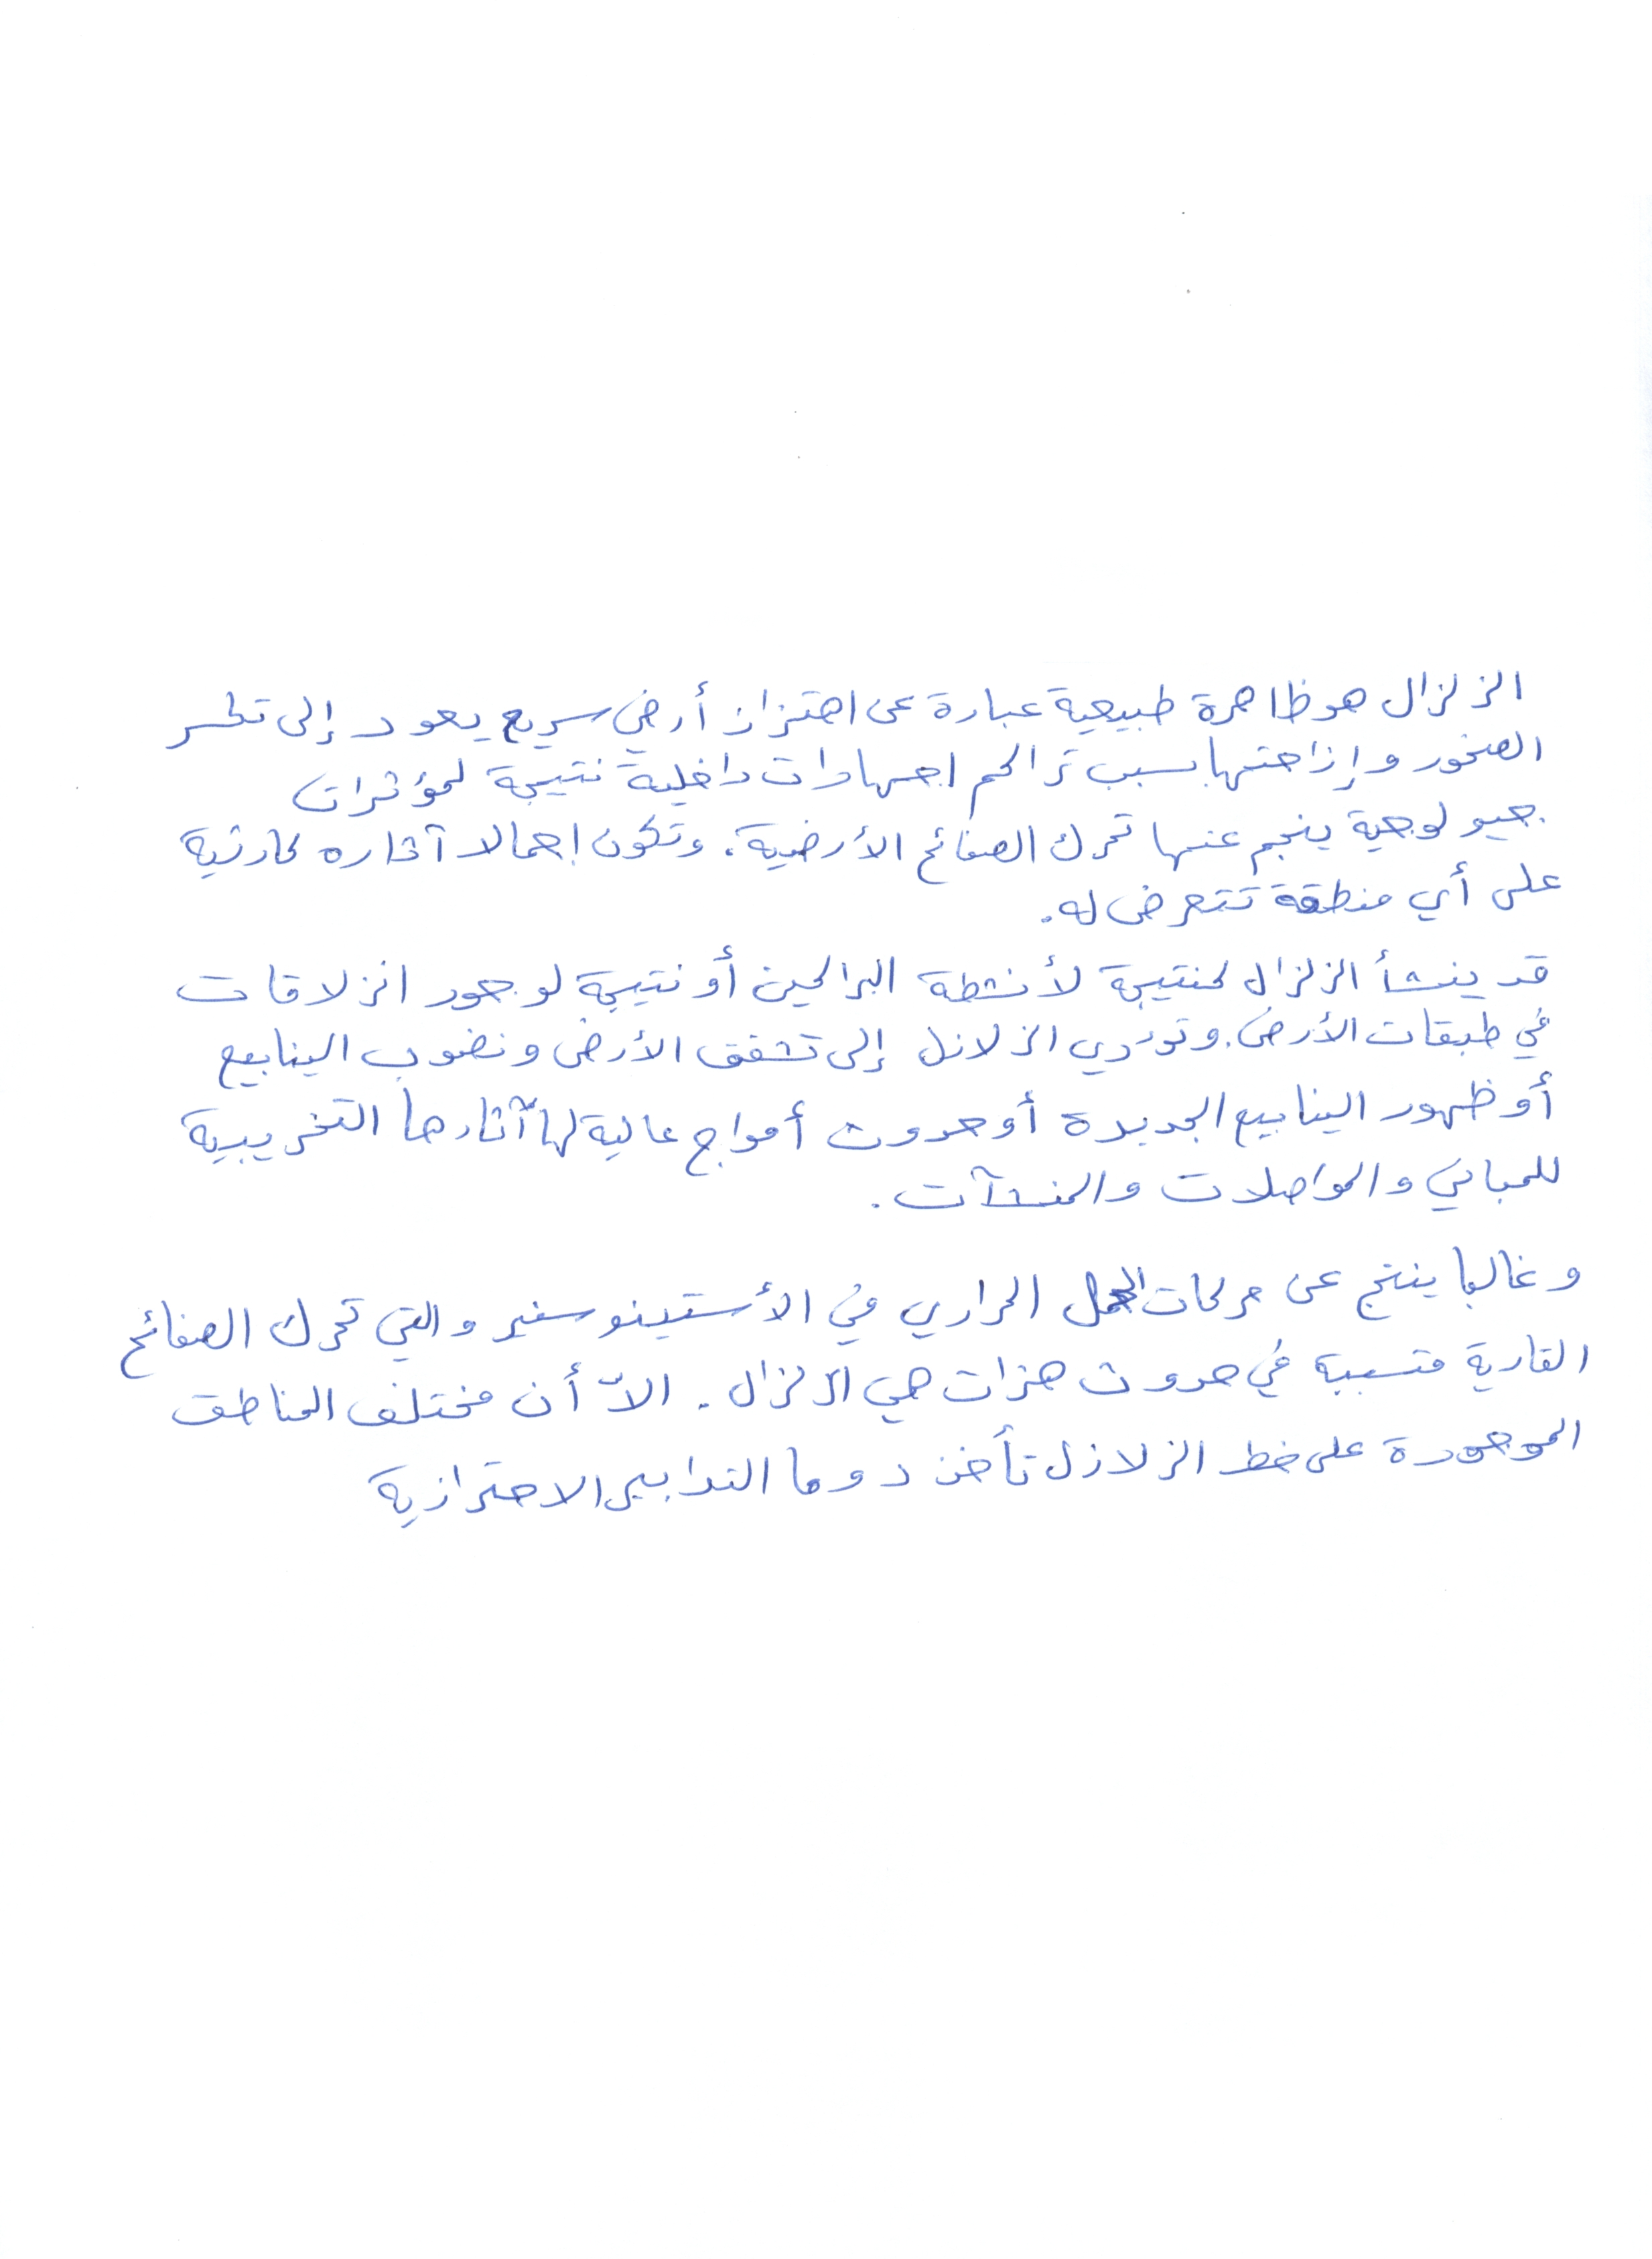 الزلزال هو ظاهرة طبيعية عبارة عن اهتزاز أرضي سريع يعود إلى تكسر
الصخور وإزاحتها بسبب تراكم اجهادات داخلية نتيجة لمؤثرات
جيولوجية ينجم عنها تحرك الصفائح الأرضية. وتكون اجمالا آثاره كارثية
على أي منطقة تتعرض له.
قد ينشأ الزلزال كنتيجة لأنشطة البراكين أو نتيجة لوجود انزلاقات
في طبقات الأرض. وتؤدي الزلازل إلى تشقق الأرض ونضوب الينابيع
أو ظهور الينابيع الجديدة أو حدوث أمواج عالية لها آثارها التخريبية
للمباني والمواصلات والمنشآت.
وغالبا ينتج عن حركات الحمل الحراري في الأستينوسفير والتي تحرك الصفائح
القارية متسببة في حدوث هزات هي الزلزال. الاّ أن مختلف المناطق
الموجودة على خط الزلازل تأخذ دوما التدابير الاحترازية